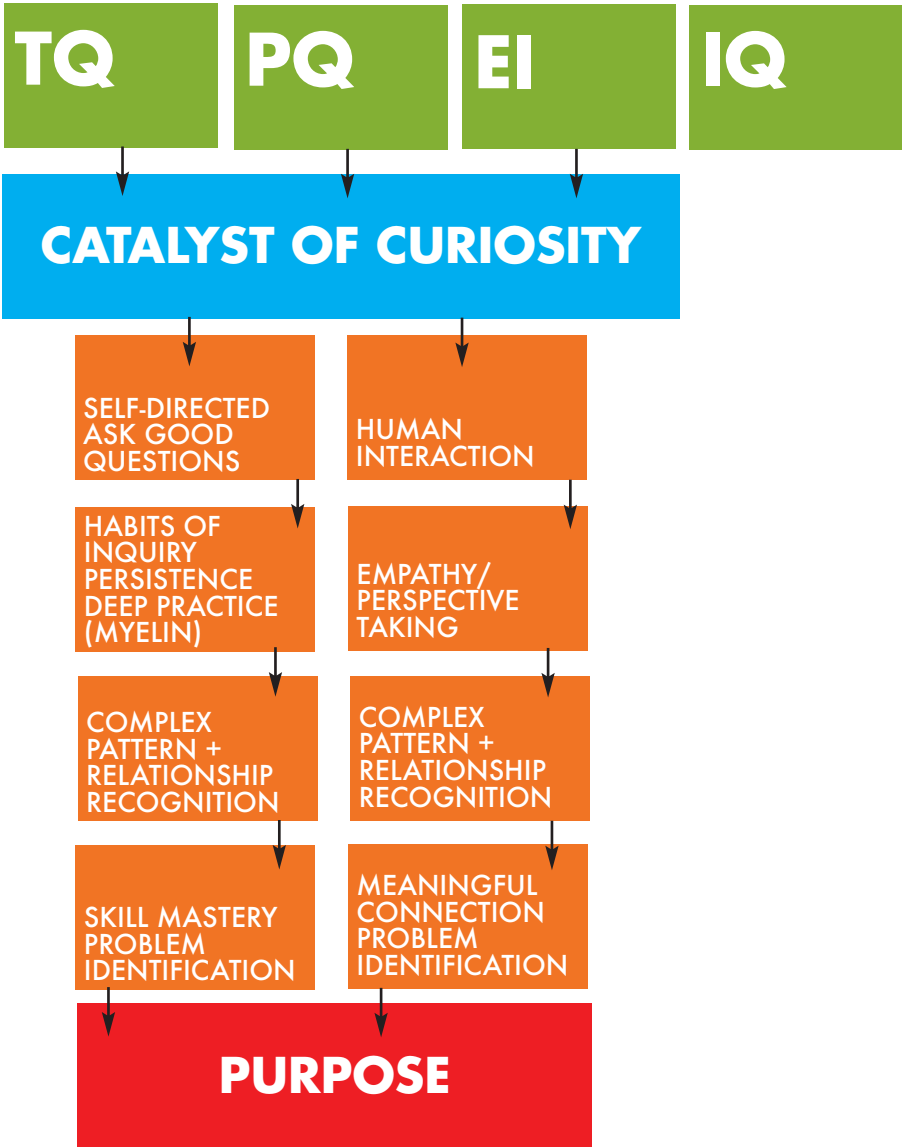 TQ
PQ
EI
IQ
CATALYST OF CURIOSITY
SELF-DIRECTED
ASK GOOD
QUESTIONS
HUMAN
INTERACTION
HABITS OF
INQUIRY
PERSISTENCE
DEEP PRACTICE
(MYELIN)
EMPATHY/
PERSPECTIVE
TAKING
COMPLEX
PATTERN +
RELATIONSHIP
RECOGNITION
COMPLEX
PATTERN +
RELATIONSHIP
RECOGNITION
SKILL MASTERY
PROBLEM
IDENTIFICATION
MEANINGFUL
CONNECTION
PROBLEM
IDENTIFICATION
PURPOSE